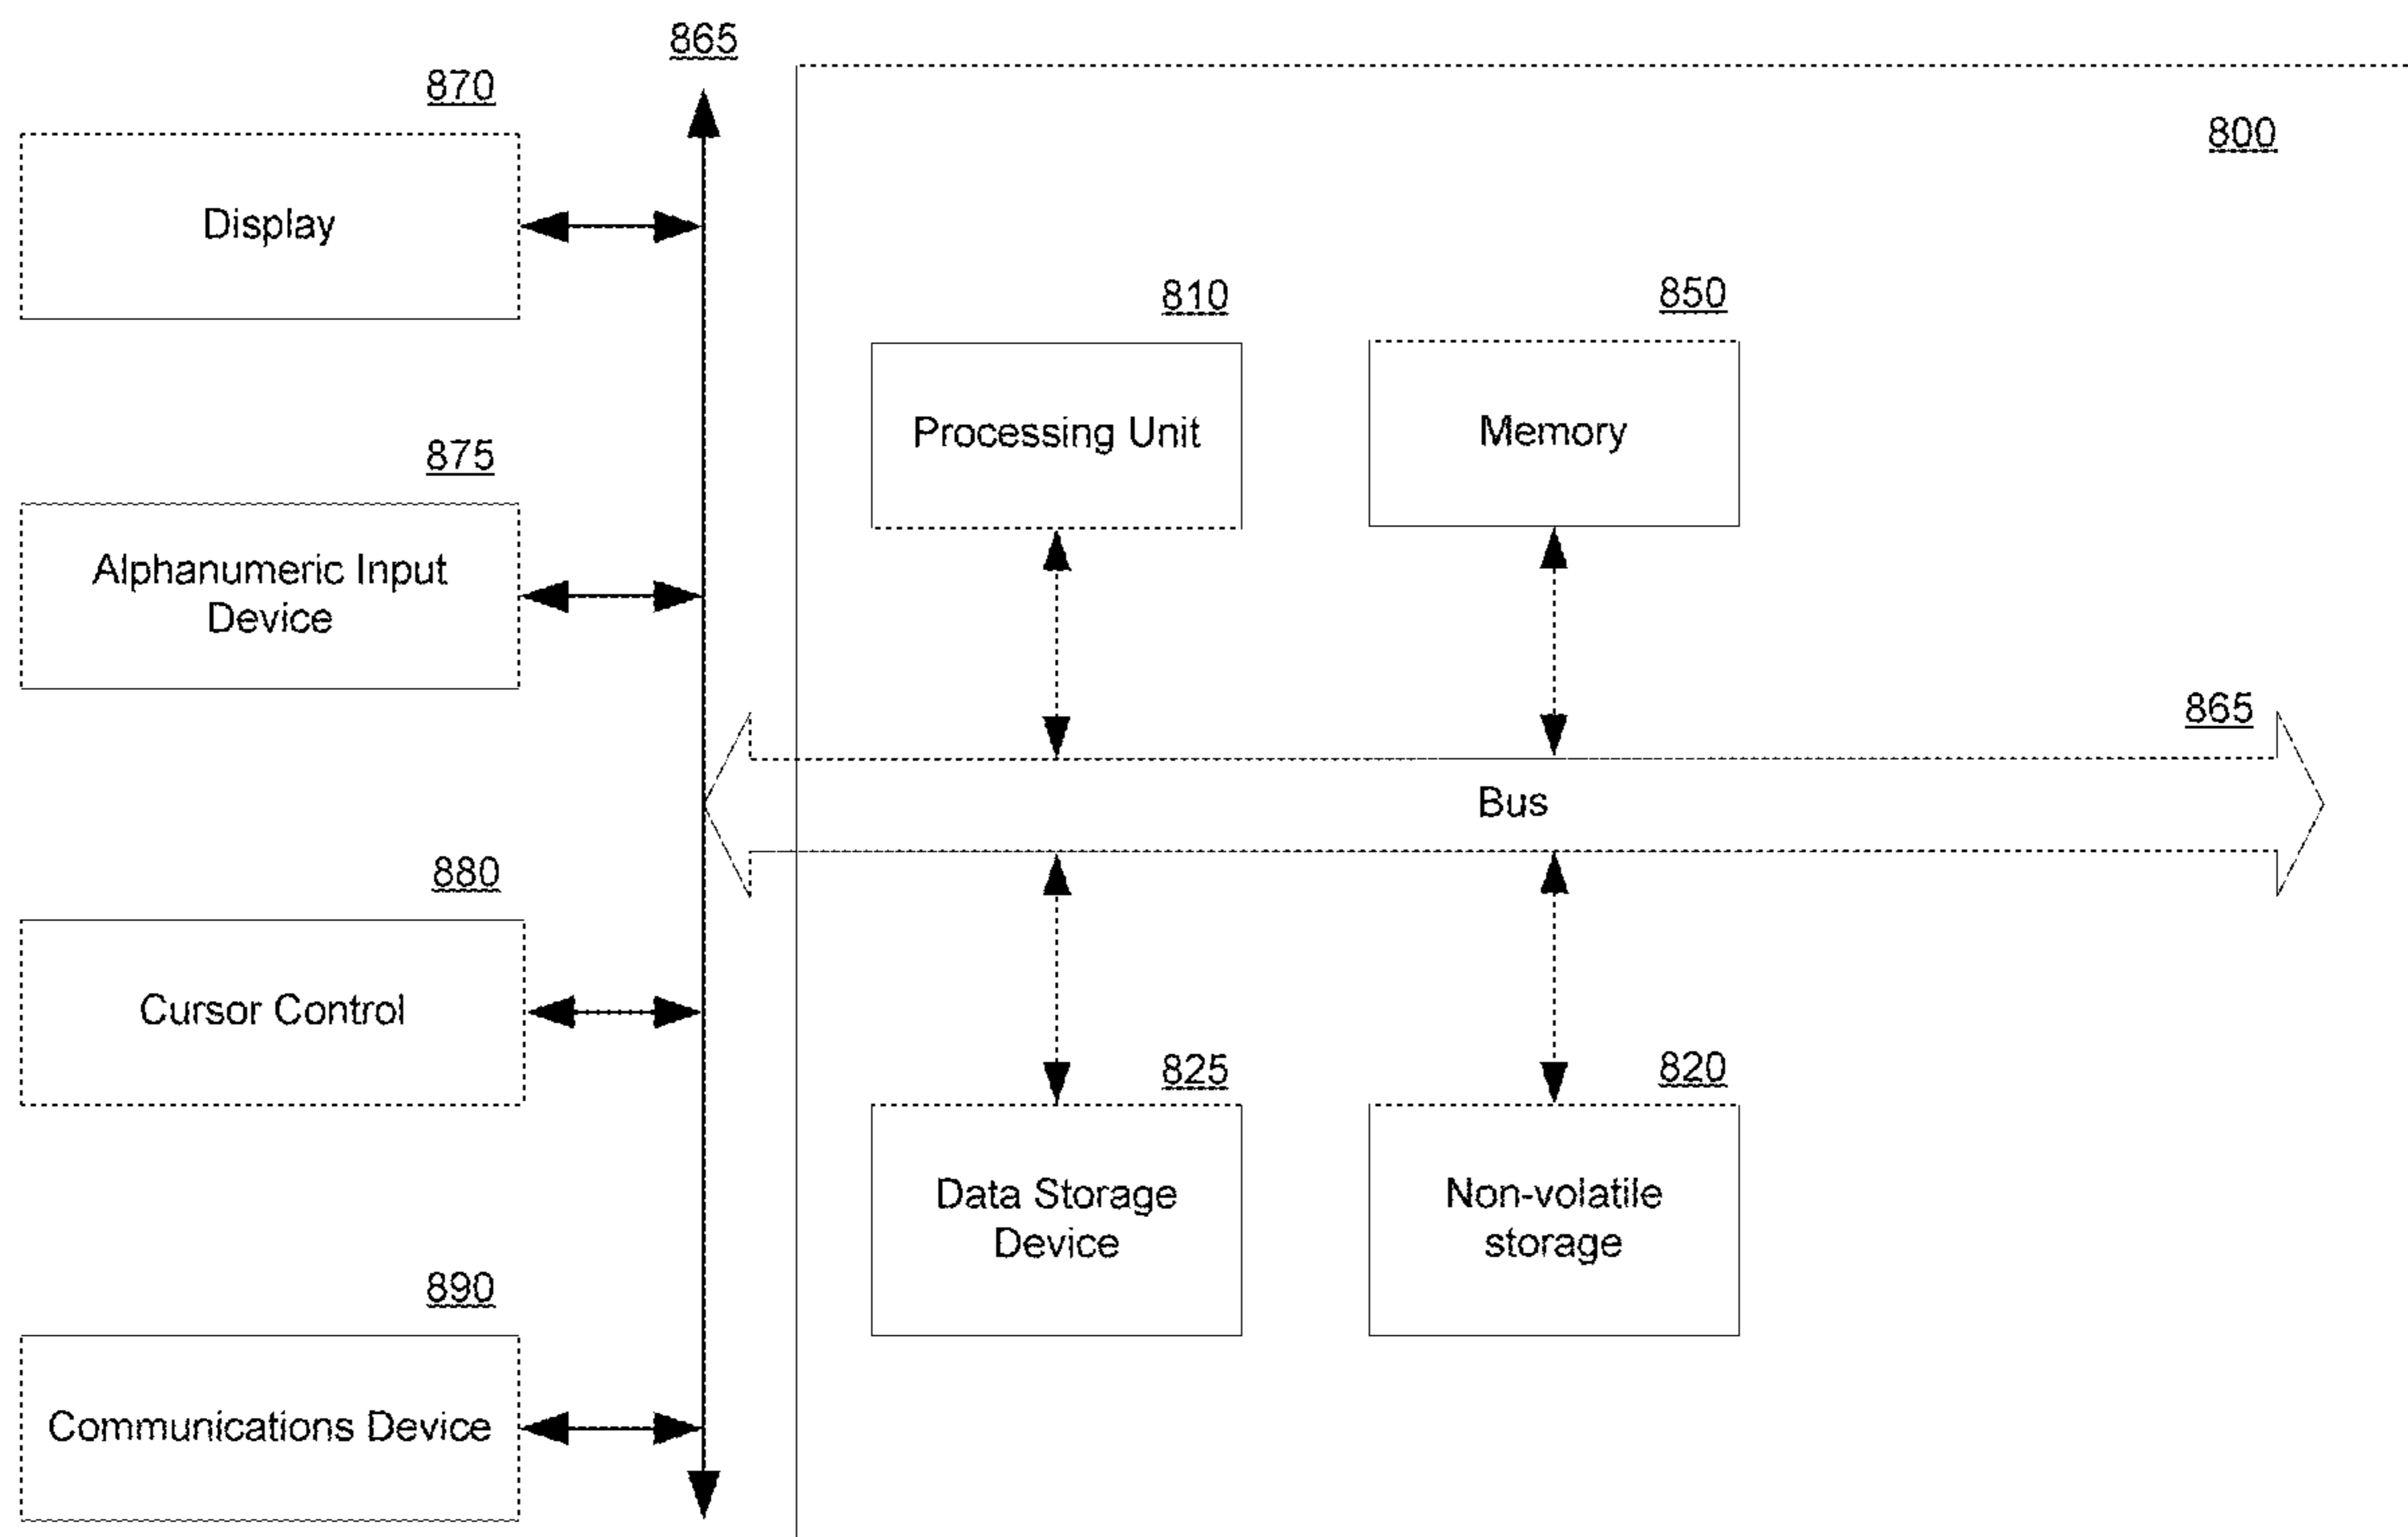 865
870
800
Display
810
850
Processing Unit
Memory
875
Alphanumeric Input
Device
865
Bus
880
Cursor Control
825
820
Data Storage
Device
Non-volatile
storage
890
Communications Device